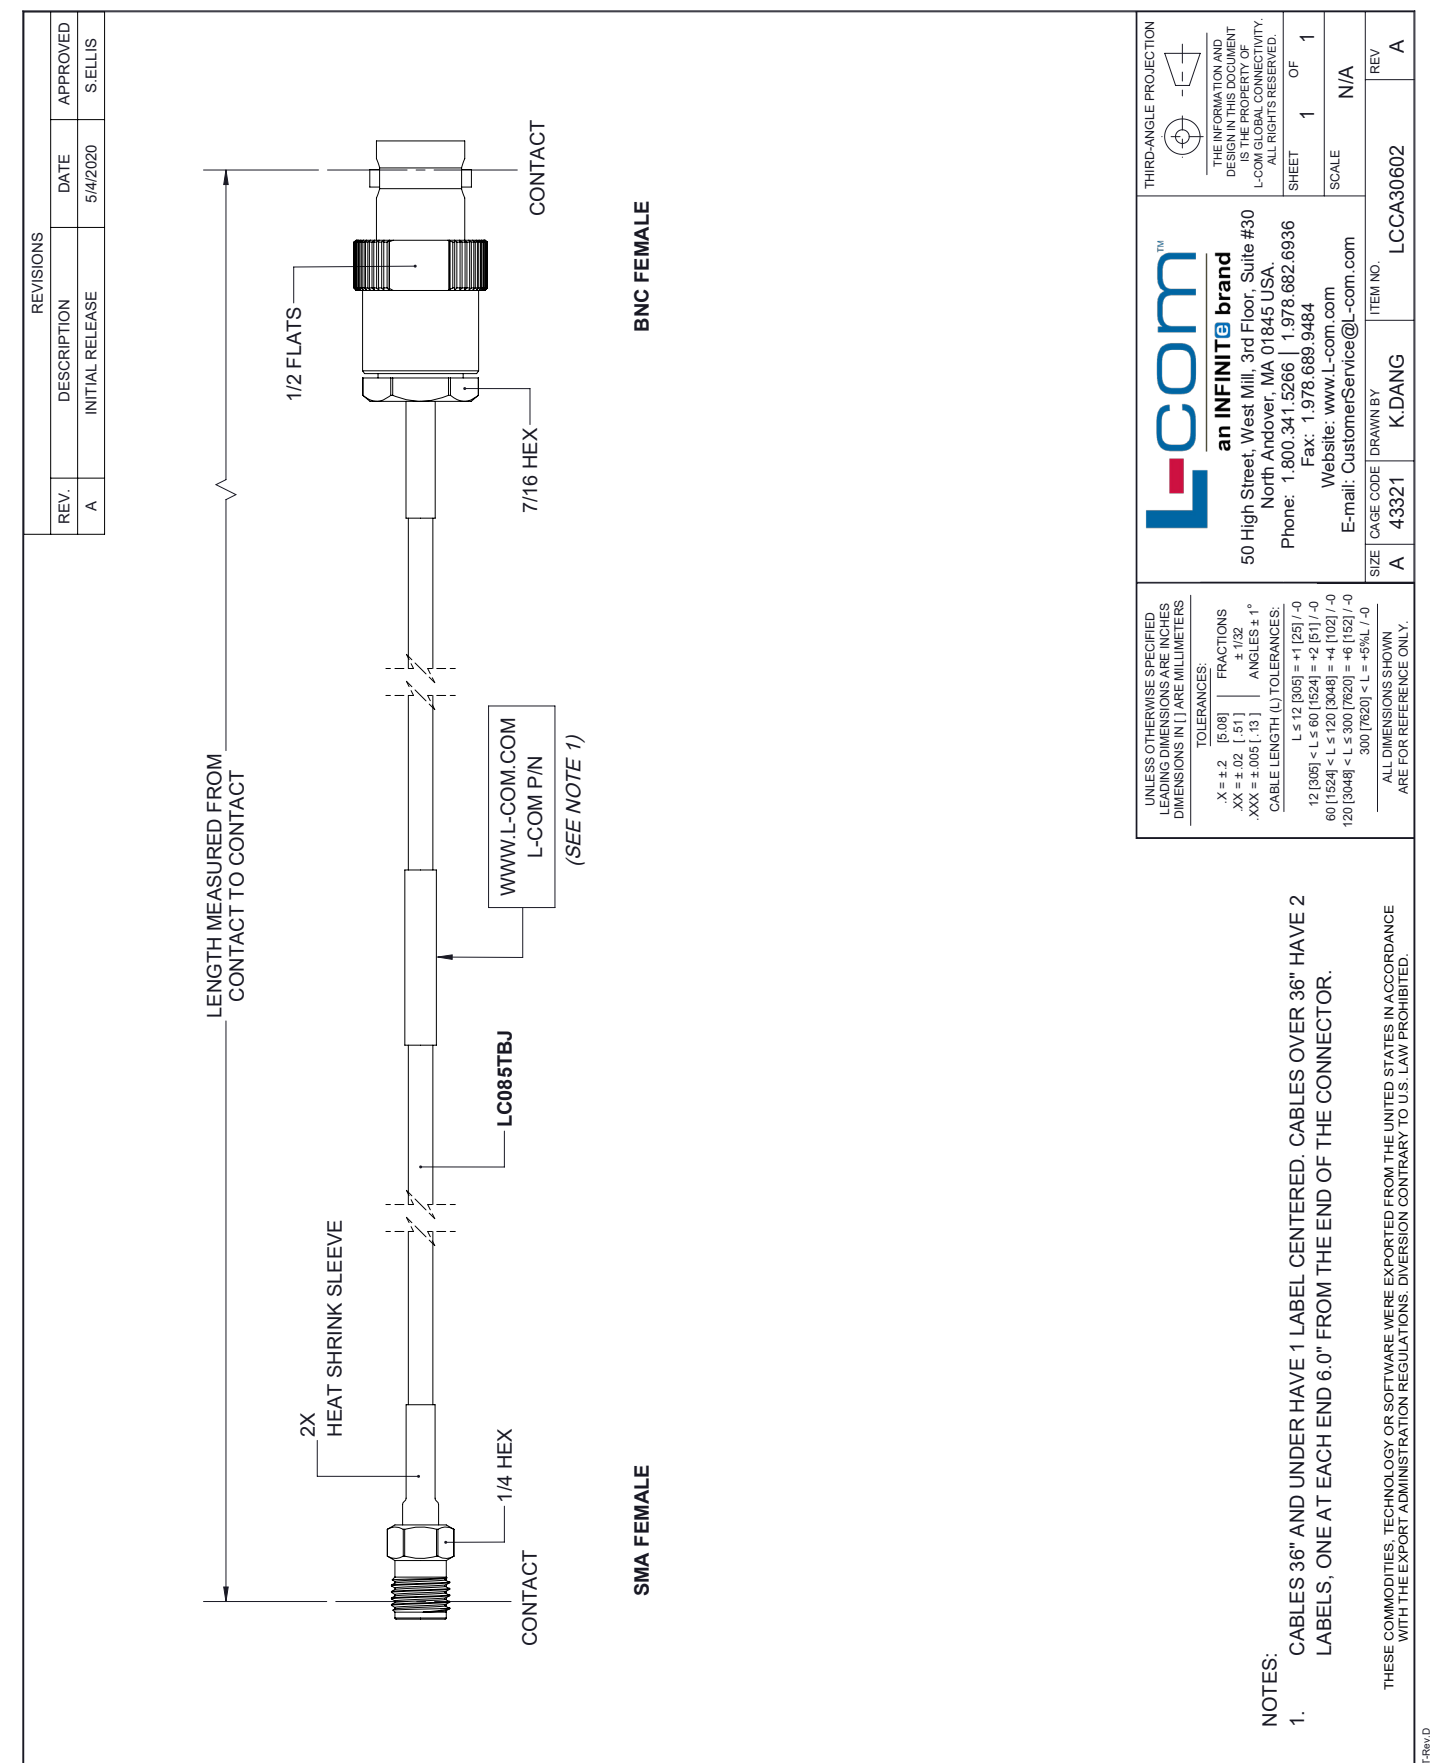 REVISIONS
REV. DESCRIPTION DATE APPROVED
A INITIAL RELEASE 5/4/2020 S.ELLIS
LENGTH MEASURED FROM
CONTACT TO CONTACT
2X
HEAT SHRINK SLEEVE
1/2 FLATS
1/4 HEX
CONTACT
LC085TBJ
WWW.L-COM.COM
L-COM P/N
(SEE NOTE 1)
7/16 HEX
CONTACT
SMA FEMALE
BNC FEMALE
NOTES:
1. CABLES 36" AND UNDER HAVE 1 LABEL CENTERED. CABLES OVER 36" HAVE 2
LABELS, ONE AT EACH END 6.0" FROM THE END OF THE CONNECTOR.
THESE COMMODITIES, TECHNOLOGY OR SOFTWARE WERE EXPORTED FROM THE UNITED STATES IN ACCORDANCE
WITH THE EXPORT ADMINISTRATION REGULATIONS. DIVERSION CONTRARY TO U.S. LAW PROHIBITED.
UNLESS OTHERWISE SPECIFIED
LEADING DIMENSIONS ARE INCHES
DIMENSIONS IN [ ] ARE MILLIMETERS
TOLERANCES:
.X = ± .2 [5.08] FRACTIONS
.XX = ± .02 [ .51 ] ± 1/32
.XXX = ± .005 [ .13 ] ANGLES ± 1°
CABLE LENGTH (L) TOLERANCES:
L ≤ 12 [305] = +1 [25] / -0
12 [305] < L ≤ 60 [1524] = +2 [51] / -0
60 [1524] < L ≤ 120 [3048] = +4 [102] / -0
120 [3048] < L ≤ 300 [7620] = +6 [152] / -0
300 [7620] < L = +5%L / -0
ALL DIMENSIONS SHOWN
ARE FOR REFERENCE ONLY.
L-com™
an INFINITe brand
50 High Street, West Mill, 3rd Floor, Suite #30
North Andover, MA 01845 USA.
Phone: 1.800.341.5266 | 1.978.682.6936
Fax: 1.978.689.9484
Website: www.L-com.com
E-mail: CustomerService@L-com.com
THIRD-ANGLE PROJECTION
THE INFORMATION AND
DESIGN IN THIS DOCUMENT
IS THE PROPERTY OF
L-COM GLOBAL CONNECTIVITY.
ALL RIGHTS RESERVED.
SHEET 1 OF 1
SCALE N/A
SIZE A
CAGE CODE 43321
DRAWN BY K.DANG
ITEM NO. LCCA30602
REV A
T-Rev.D